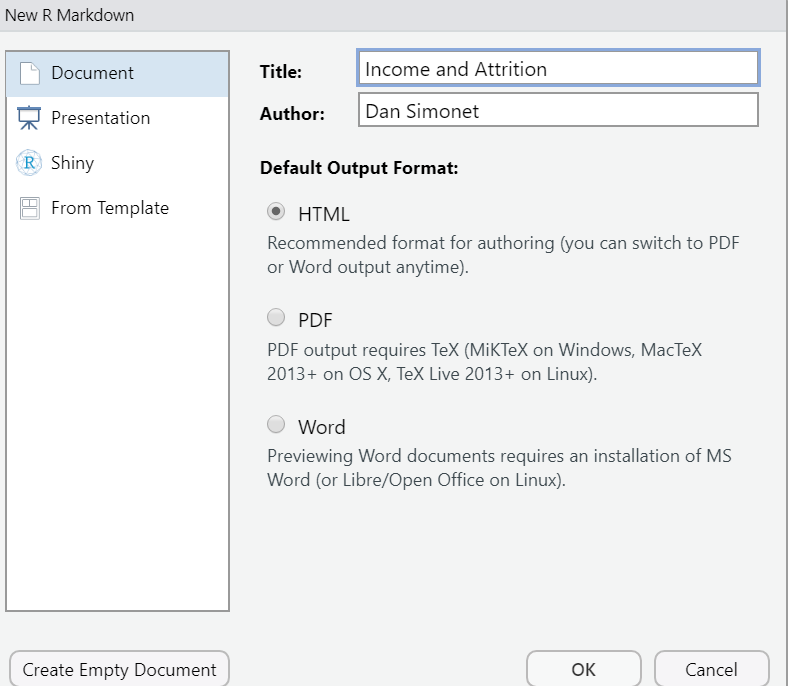 New R Markdown
Document
Presentation
Shiny
From Template
Title: Income and Attrition
Author: Dan Simonet
Default Output Format:
HTML
Recommended format for authoring (you can switch to PDF
or Word output anytime).
PDF
PDF output requires TeX (MiKTeX on Windows, MacTeX
2013+ on OS X, TeX Live 2013+ on Linux).
Word
Previewing Word documents requires an installation of MS
Word (or Libre/Open Office on Linux).
Create Empty Document
OK
Cancel